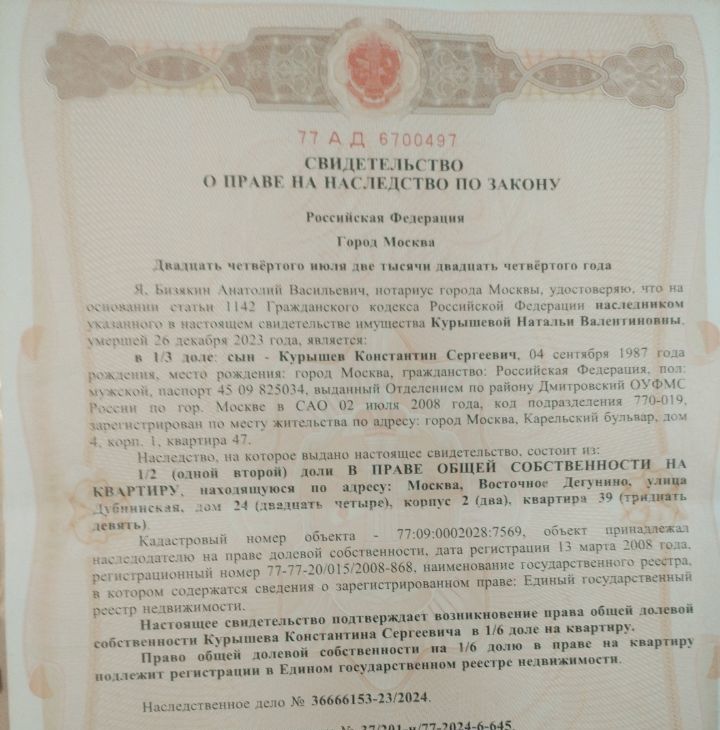 77 А Д 6700497
СВИДЕТЕЛЬСТВО
О ПРАВЕ НА НАСЛЕДСТВО ПО ЗАКОНУ
Российская Федерация
Город Москва
Двадцать четвёртого июля две тысячи двадцать четвёртого года
Я, Бизякин Анатолий Васильевич, нотариус города Москвы, удостоверяю, что на
основании статьи 1142 Гражданского кодекса Российской Федерации наследником
указанного в настоящем свидетельстве имущества Курышевой Натальи Валентиновны,
умершей 26 декабря 2023 года, является:
в 1/3 доле: сын - Курышев Константин Сергеевич, 04 сентября 1987 года
рождения, место рождения: город Москва, гражданство: Российская Федерация, пол:
мужской, паспорт 45 09 825034, выданный Отделением по району Дмитровский ОУФМС
России по гор. Москве в САО 02 июля 2008 года, код подразделения 770-019,
зарегистрирован по месту жительства по адресу: город Москва, Карельский бульвар, дом
4, корп. 1, квартира 47.
Наследство, на которое выдано настоящее свидетельство, состоит из:
1/2 (одной второй) доли В ПРАВЕ ОБЩЕЙ СОБСТВЕННОСТИ НА
КВАРТИРУ, находящуюся по адресу: Москва, Восточное Дегунино, улица
Дубнинская, дом 24 (двадцать четыре), корпус 2 (два), квартира 39 (тридцать
девять).
Кадастровый номер объекта - 77:09:0002028:7569, объект принадлежал
наследодателю на праве долевой собственности, дата регистрации 13 марта 2008 года,
регистрационный номер 77-77-20/015/2008-868, наименование государственного реестра,
в котором содержатся сведения о зарегистрированном праве: Единый государственный
реестр недвижимости.
Настоящее свидетельство подтверждает возникновение права общей долевой
собственности Курышева Константина Сергеевича в 1/6 доле на квартиру.
Право общей долевой собственности на 1/6 долю в праве на квартиру
подлежит регистрации в Едином государственном реестре недвижимости.
Наследственное дело № 36666153-23/2024.
№ 37/201-н/77-2024-6-645.